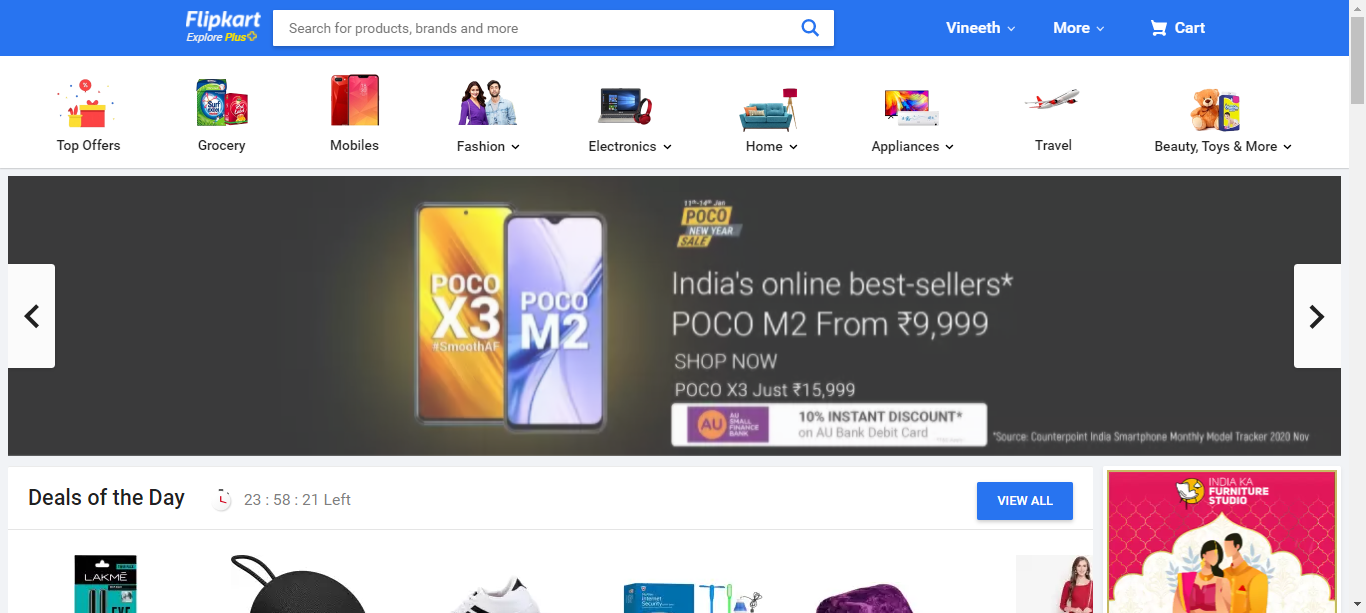 Flipkart
Explore Plus
Search for products, brands and more
Vineeth
More
Cart
Top Offers
Grocery
Mobiles
Fashion
Electronics
Home
Appliances
Travel
Beauty, Toys & More
11th-14th Jan
POCO
NEW YEAR
SALE
POCO
X3
#SmoothAF
POCO
M2
India's online best-sellers*
POCO M2 From ₹9,999
SHOP NOW
POCO X3 Just ₹15,999
AU
AU
SMALL
FINANCE
BANK
10% INSTANT DISCOUNT*
on AU Bank Debit Card
*Source: Counterpoint India Smartphone Monthly Model Tracker 2020 Nov
Deals of the Day
23 : 58 : 21 Left
VIEW ALL
INDIA KA
FURNITURE
STUDIO
LAKMÉ
EYE
Internet
Security
Surf
excel